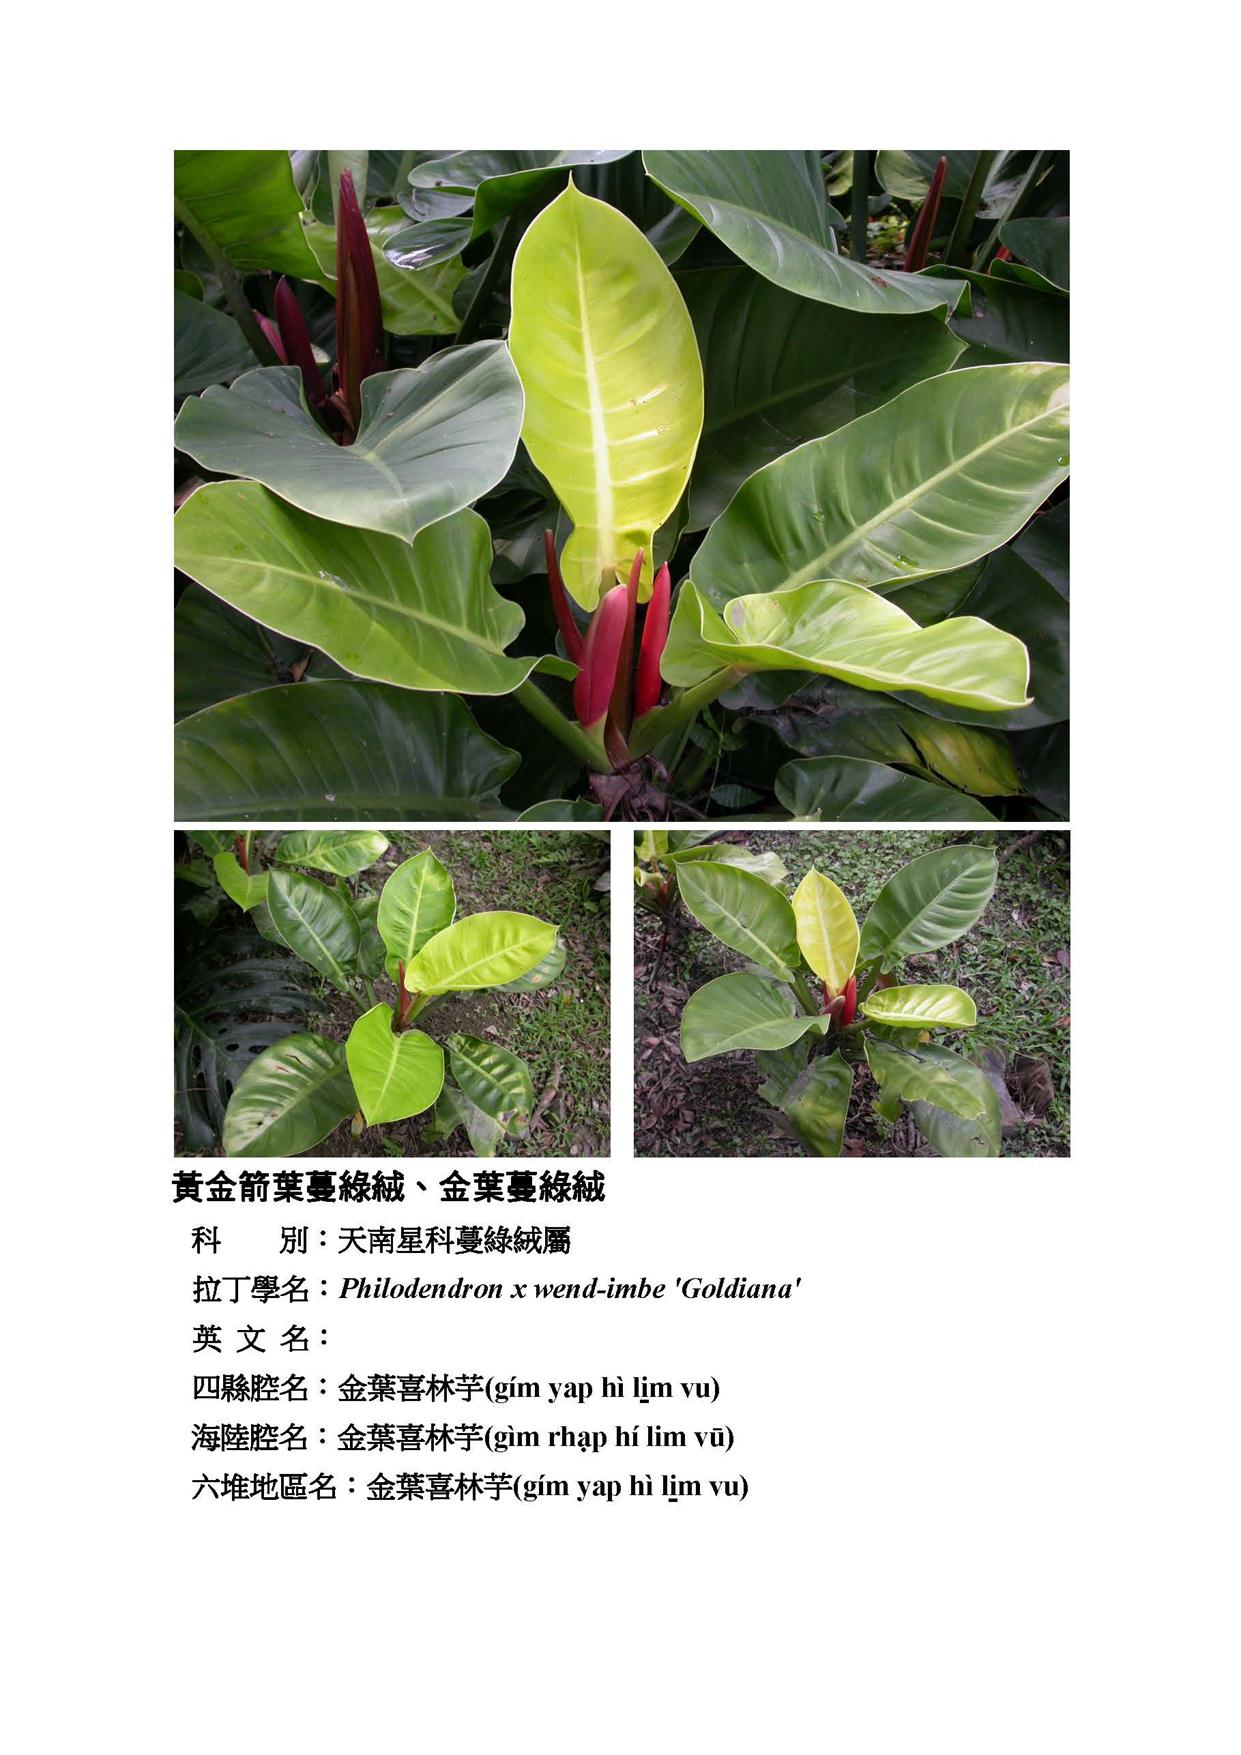 黃金箭葉蔓綠絨、金葉蔓綠絨
科　　別：天南星科蔓綠絨屬
拉丁學名：Philodendron x wend-imbe 'Goldiana'
英 文 名：
四縣腔名：金葉喜林芋(gím yap hì li̱m vu)
海陸腔名：金葉喜林芋(gìm rhạp hí lim vū)
六堆地區名：金葉喜林芋(gím yap hì li̱m vu)